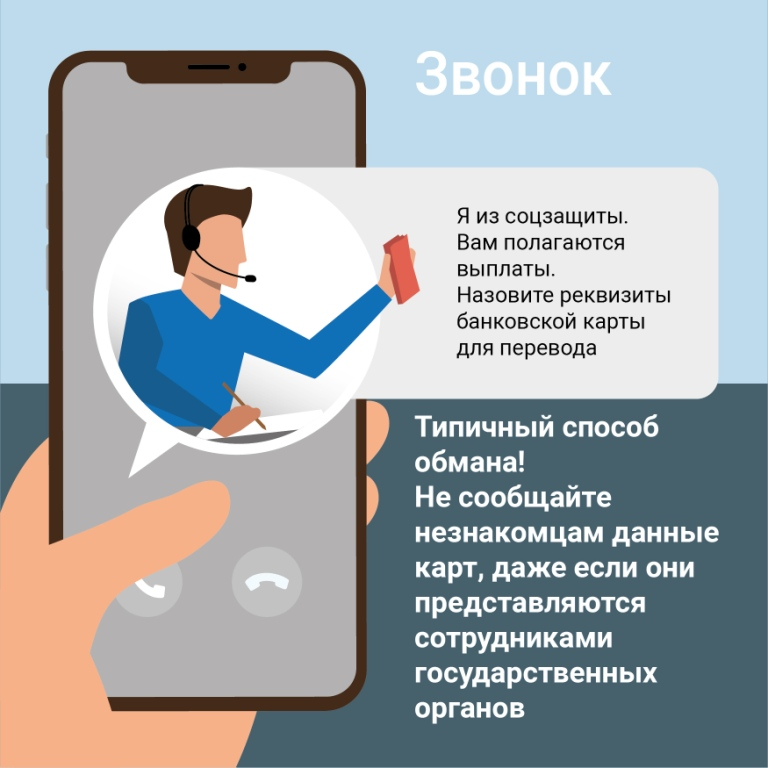 Звонок
Я из соцзащиты.
Вам полагаются
выплаты.
Назовите реквизиты
банковской карты
для перевода
Типичный способ
обмана!
Не сообщайте
незнакомцам данные
карт, даже если они
представляются
сотрудниками
государственных
органов